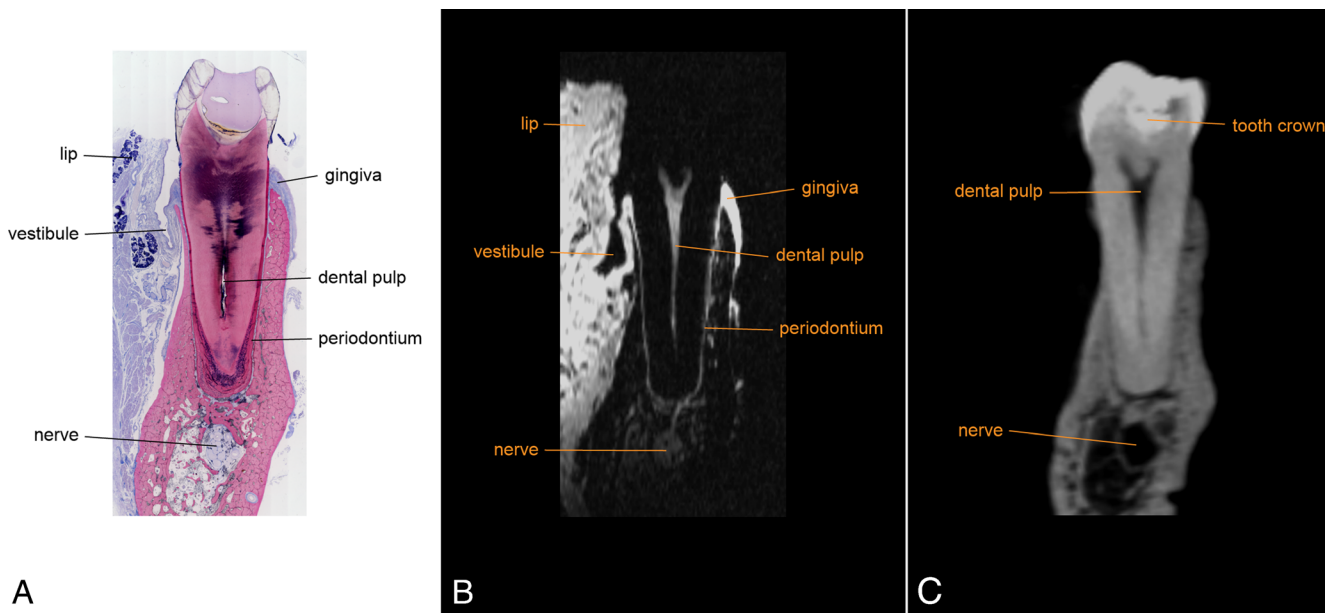 lip
gingiva
vestibule
dental pulp
periodontium
nerve
A
lip
gingiva
vestibule
dental pulp
periodontium
nerve
B
tooth crown
dental pulp
nerve
C